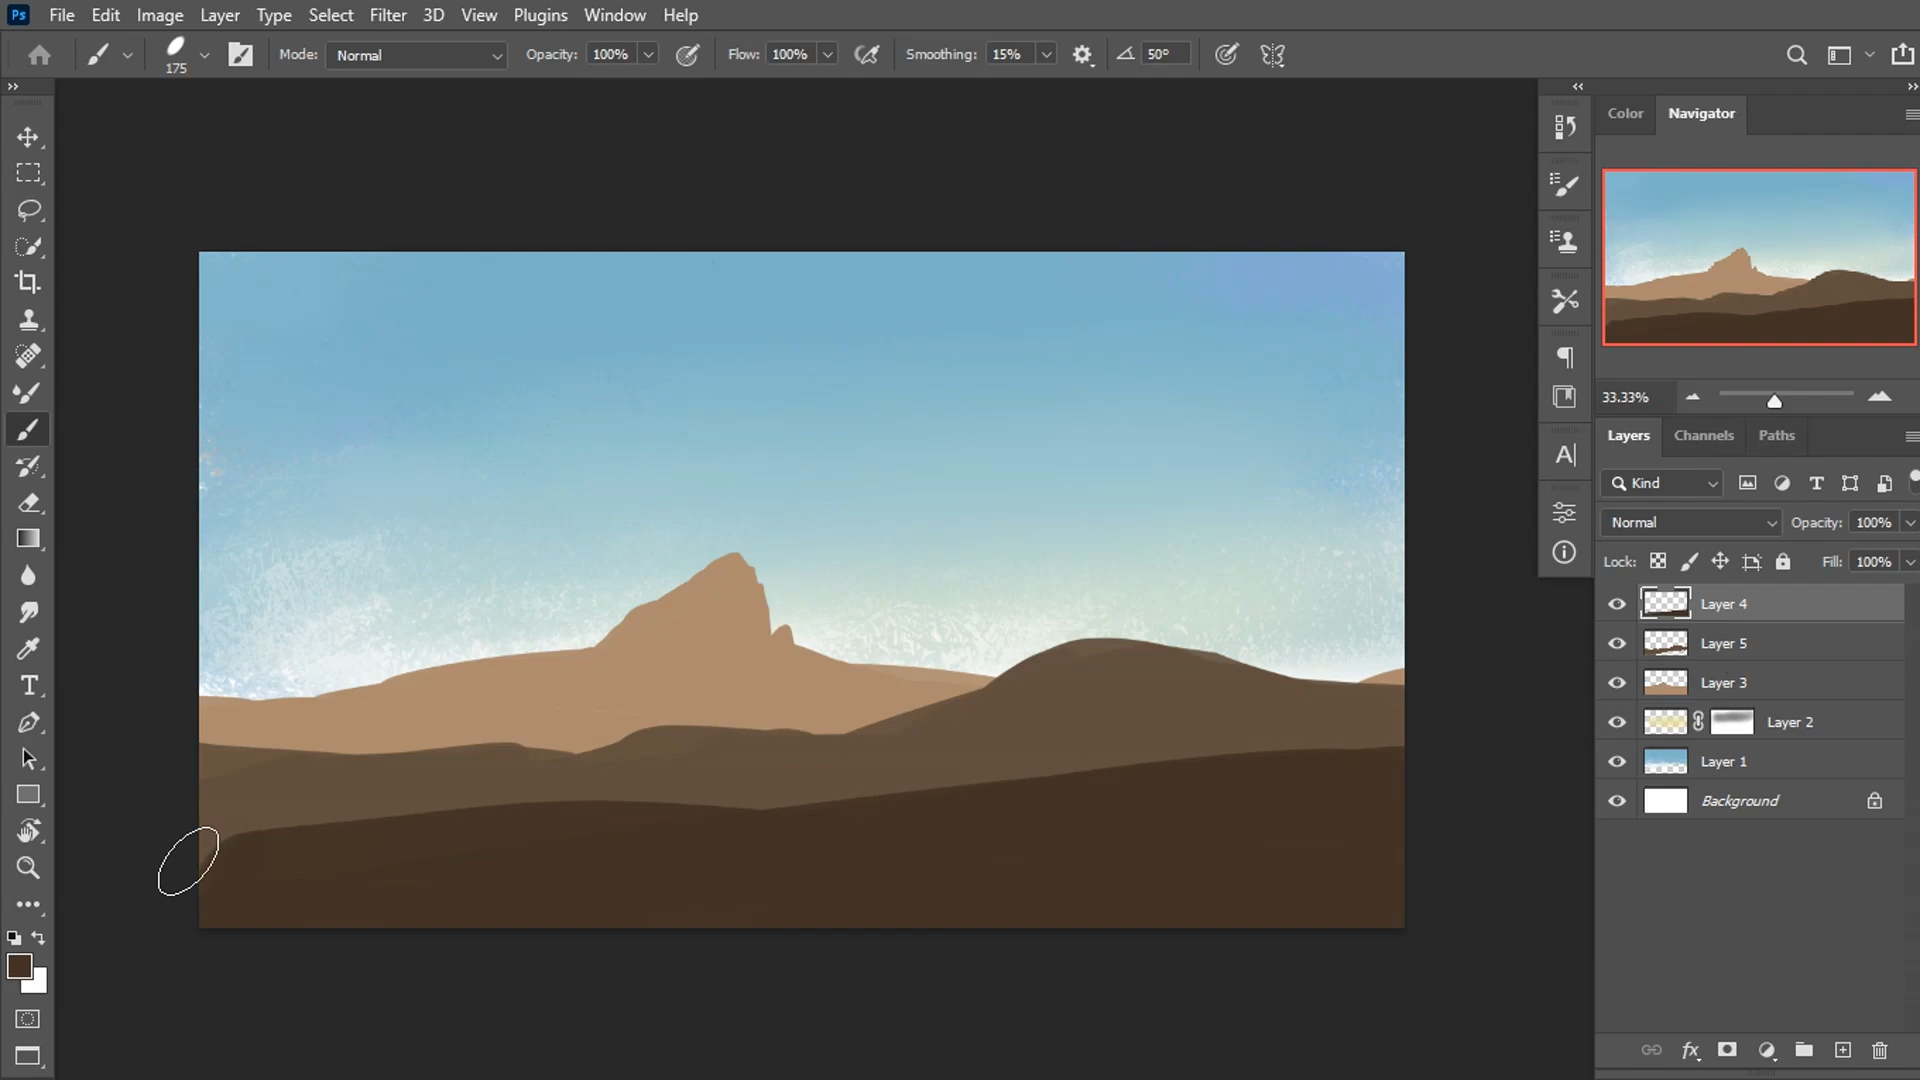 Ps File Edit Image Layer Type Select Filter 3D View Plugins Window Help
175 Mode: Normal Opacity: 100% Flow: 100% Smoothing: 15% 50°
Color Navigator
33.33%
Layers Channels Paths
Kind
Normal Opacity: 100%
Lock: Fill: 100%
Layer 4
Layer 5
Layer 3
Layer 2
Layer 1
Background